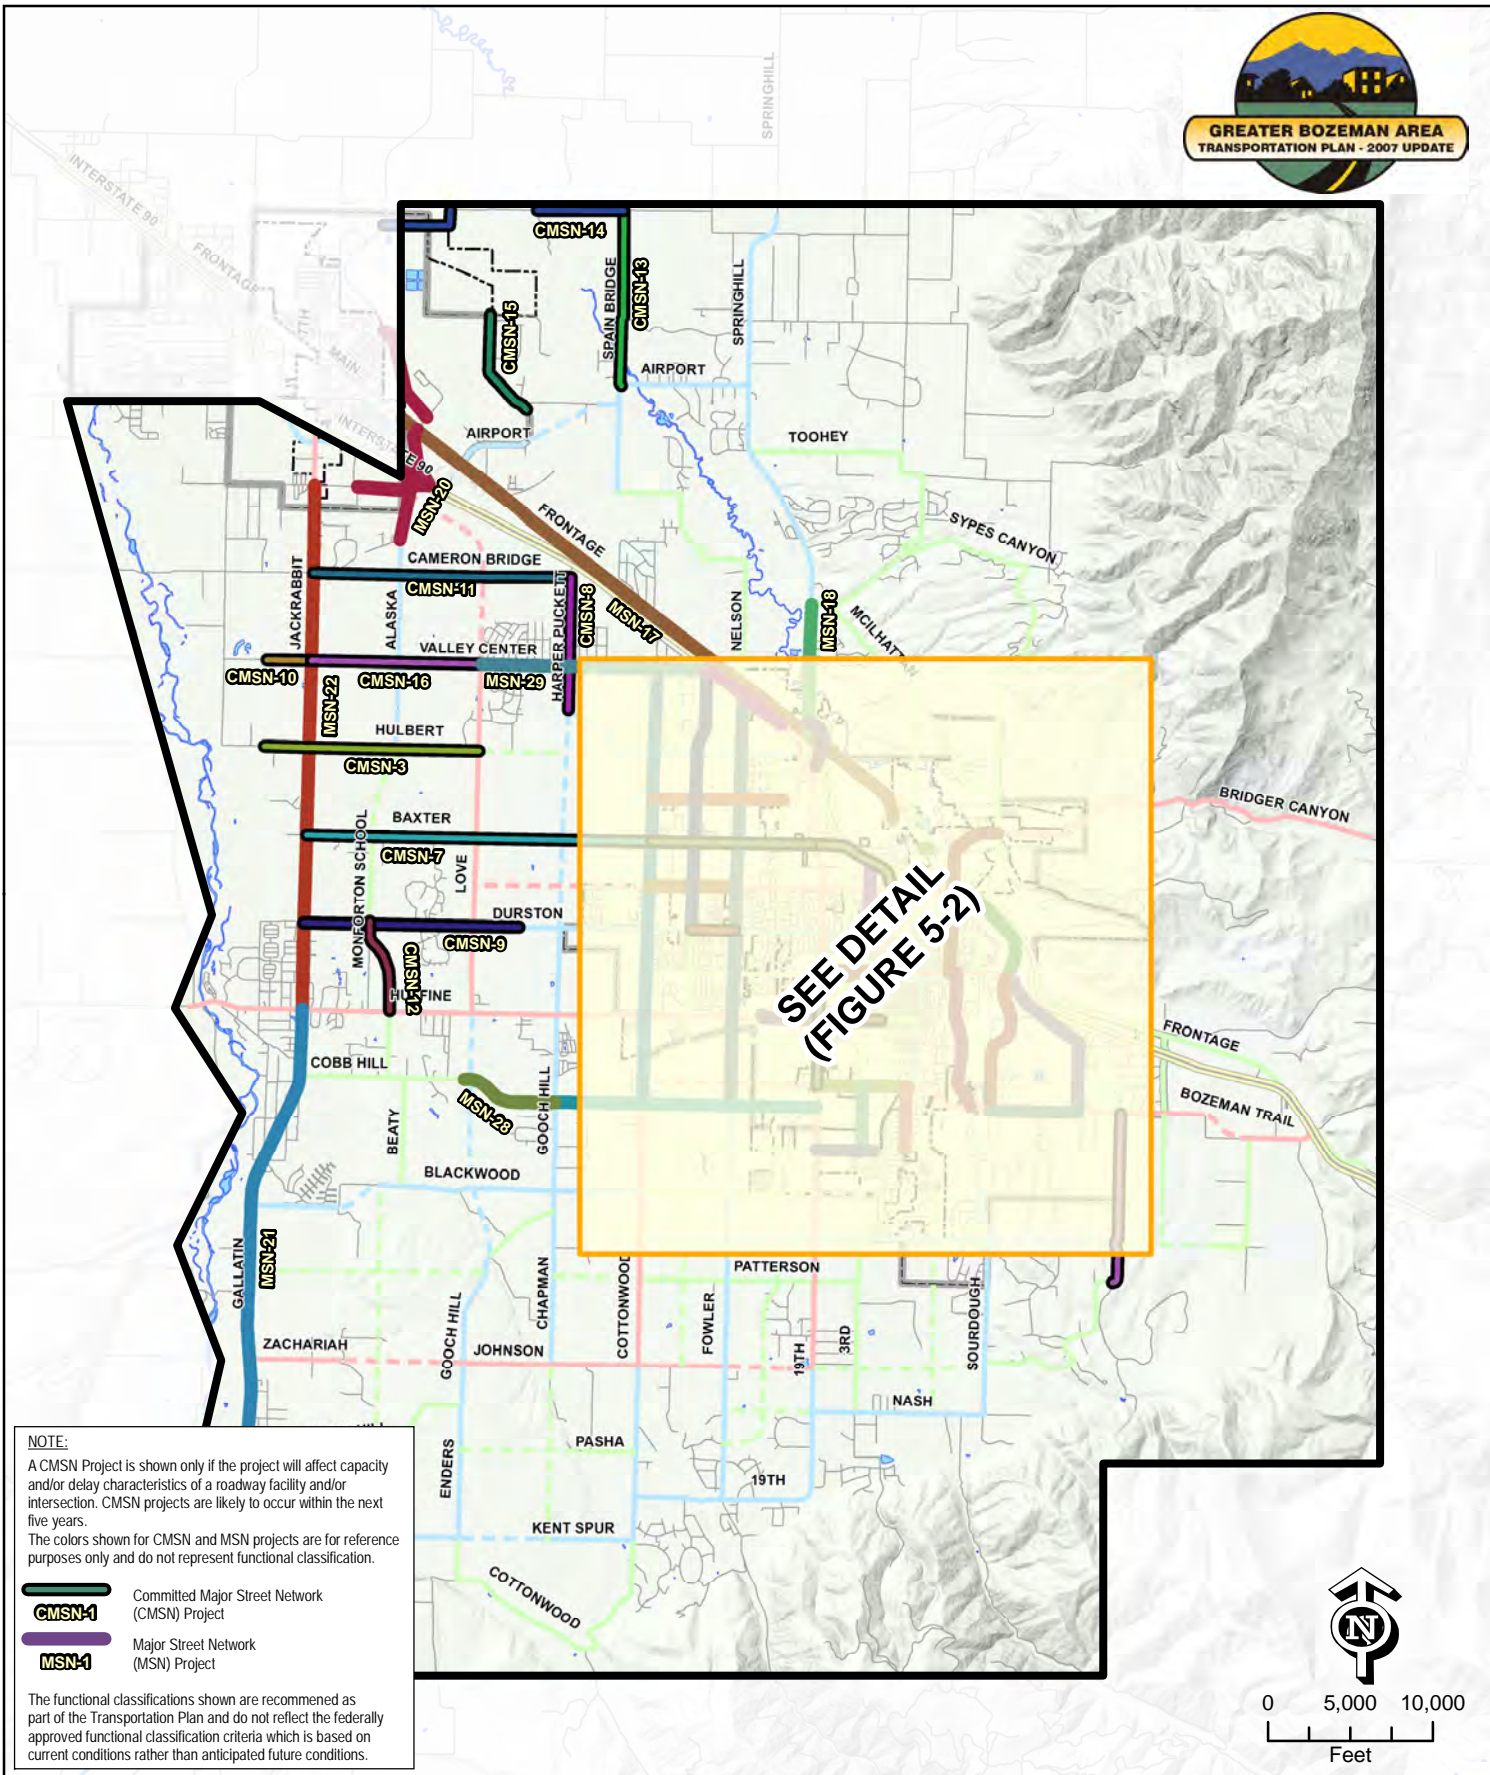 GREATER BOZEMAN AREA
TRANSPORTATION PLAN - 2007 UPDATE
SPRINGHILL
INTERSTATE 90
FRONTAGE
7TH
MAIN
INTERSTATE 90
CMSN-14
CMSN-13
SPAIN BRIDGE
SPRINGHILL
CMSN-15
AIRPORT
AIRPORT
TOOHEY
MSN-20
FRONTAGE
SYPES CANYON
CAMERON BRIDGE
CMSN-11
JACKRABBIT
ALASKA
HARPER PUCKETT
CMSN-8
MSN-17
NELSON
MSN-18
MCILHATTAN
VALLEY CENTER
CMSN-10
CMSN-16
MSN-29
MSN-22
HULBERT
CMSN-3
BRIDGER CANYON
BAXTER
CMSN-7
MONFORTON SCHOOL
LOVE
DURSTON
CMSN-9
CMSN-12
HUFFINE
SEE DETAIL
(FIGURE 5-2)
COBB HILL
MSN-28
GOOCH HILL
BEATY
FRONTAGE
BOZEMAN TRAIL
BLACKWOOD
GALLATIN
MSN-21
PATTERSON
CHAPMAN
COTTONWOOD
FOWLER
19TH
3RD
SOURDOUGH
GOOCH HILL
ZACHARIAH
JOHNSON
NASH
PASHA
ENDERS
19TH
KENT SPUR
COTTONWOOD
NOTE:
A CMSN Project is shown only if the project will affect capacity
and/or delay characteristics of a roadway facility and/or
intersection. CMSN projects are likely to occur within the next
five years.
The colors shown for CMSN and MSN projects are for reference
purposes only and do not represent functional classification.
CMSN-1
Committed Major Street Network
(CMSN) Project
MSN-1
Major Street Network
(MSN) Project
The functional classifications shown are recommened as
part of the Transportation Plan and do not reflect the federally
approved functional classification criteria which is based on
current conditions rather than anticipated future conditions.
N
0 5,000 10,000
Feet